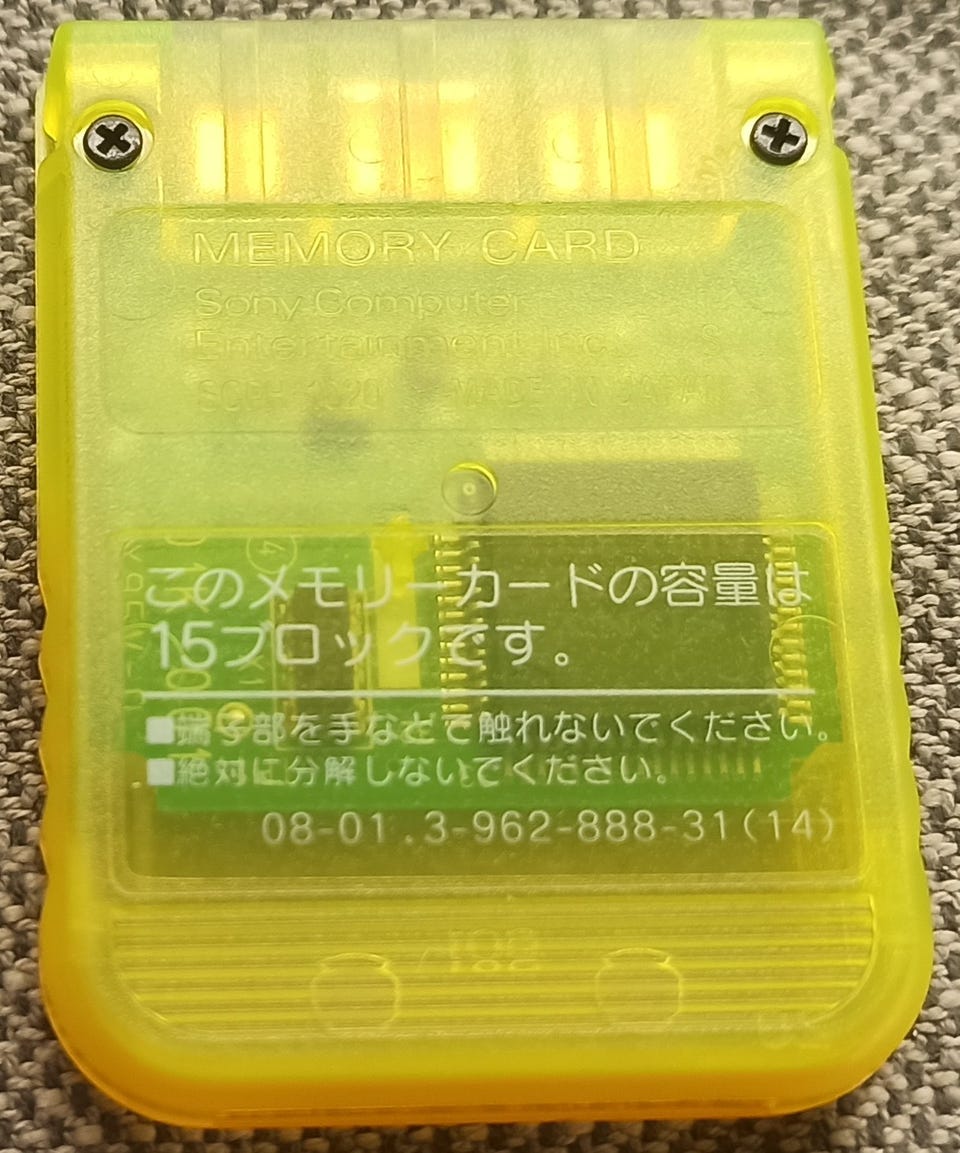 MEMORY CARD
Sony Computer
Entertainment Inc.
SCPH-1020 MADE IN JAPAN
このメモリーカードの容量は
15ブロックです。
■端子部を手などで触れないでください。
■絶対に分解しないでください。
08-01 .3-962-888-31(14)